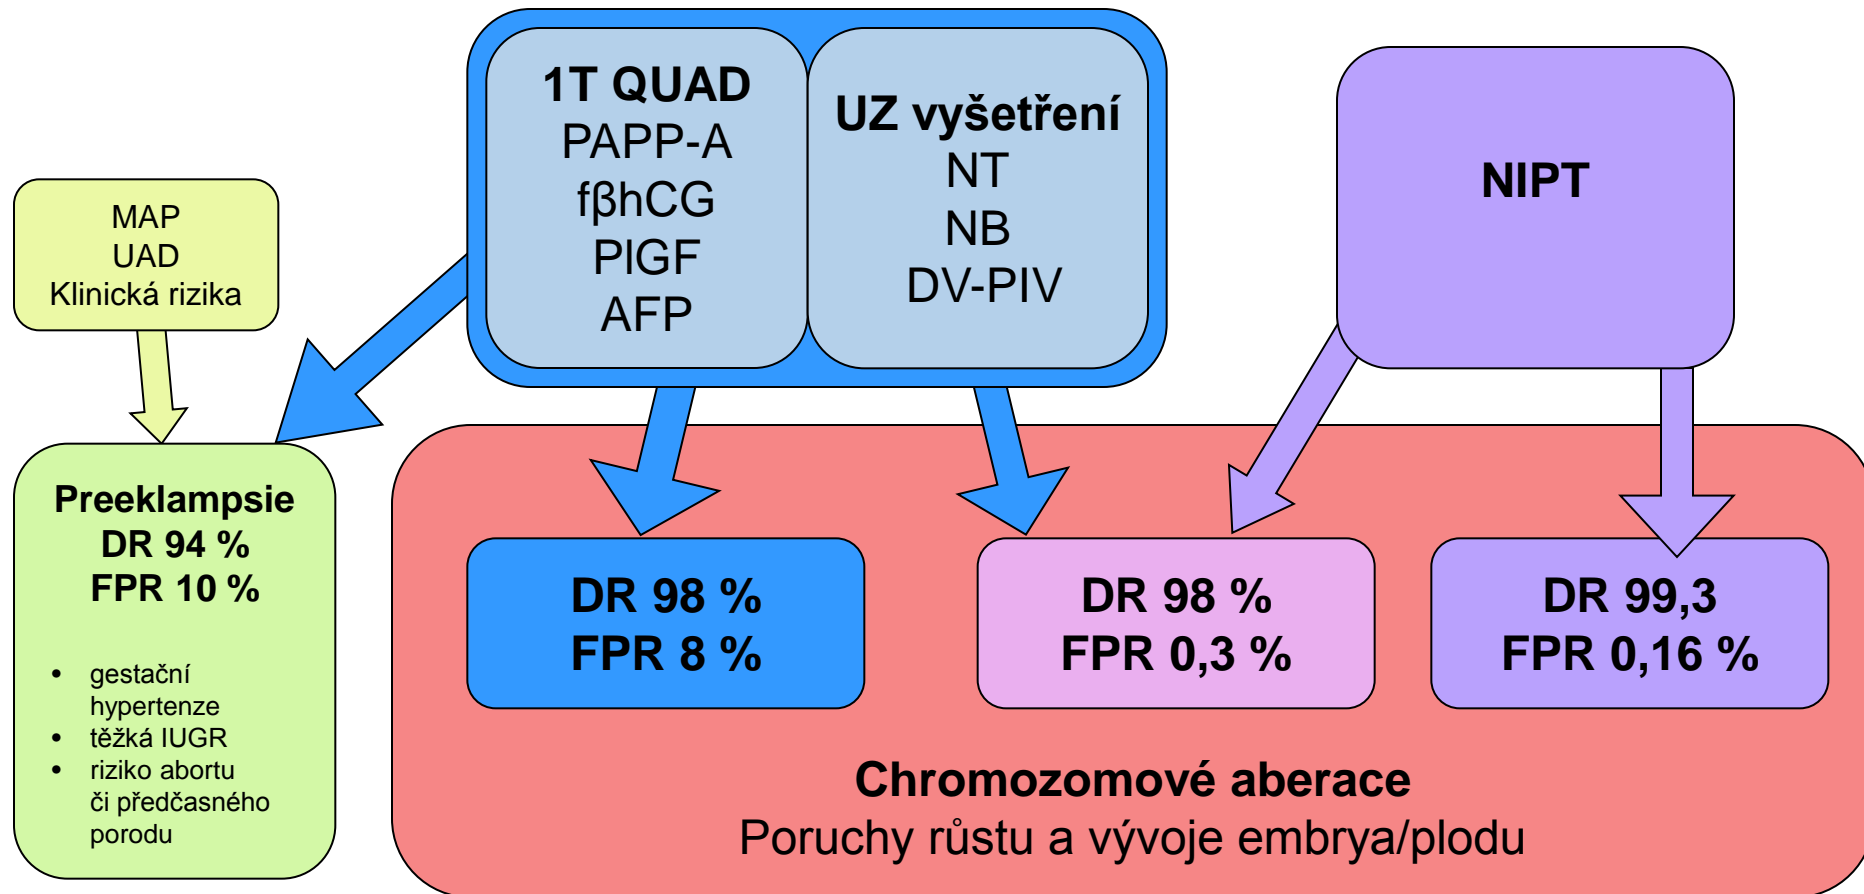 1T QUAD
PAPP-A
fβhCG
PlGF
AFP
UZ vyšetření
NT
NB
DV-PIV
NIPT
MAP
UAD
Klinická rizika
Preeklampsie
DR 94 %
FPR 10 %
• gestační
hypertenze
• těžká IUGR
• riziko abortu
či předčasného
porodu
DR 98 %
FPR 8 %
DR 98 %
FPR 0,3 %
DR 99,3
FPR 0,16 %
Chromozomové aberace
Poruchy růstu a vývoje embrya/plodu